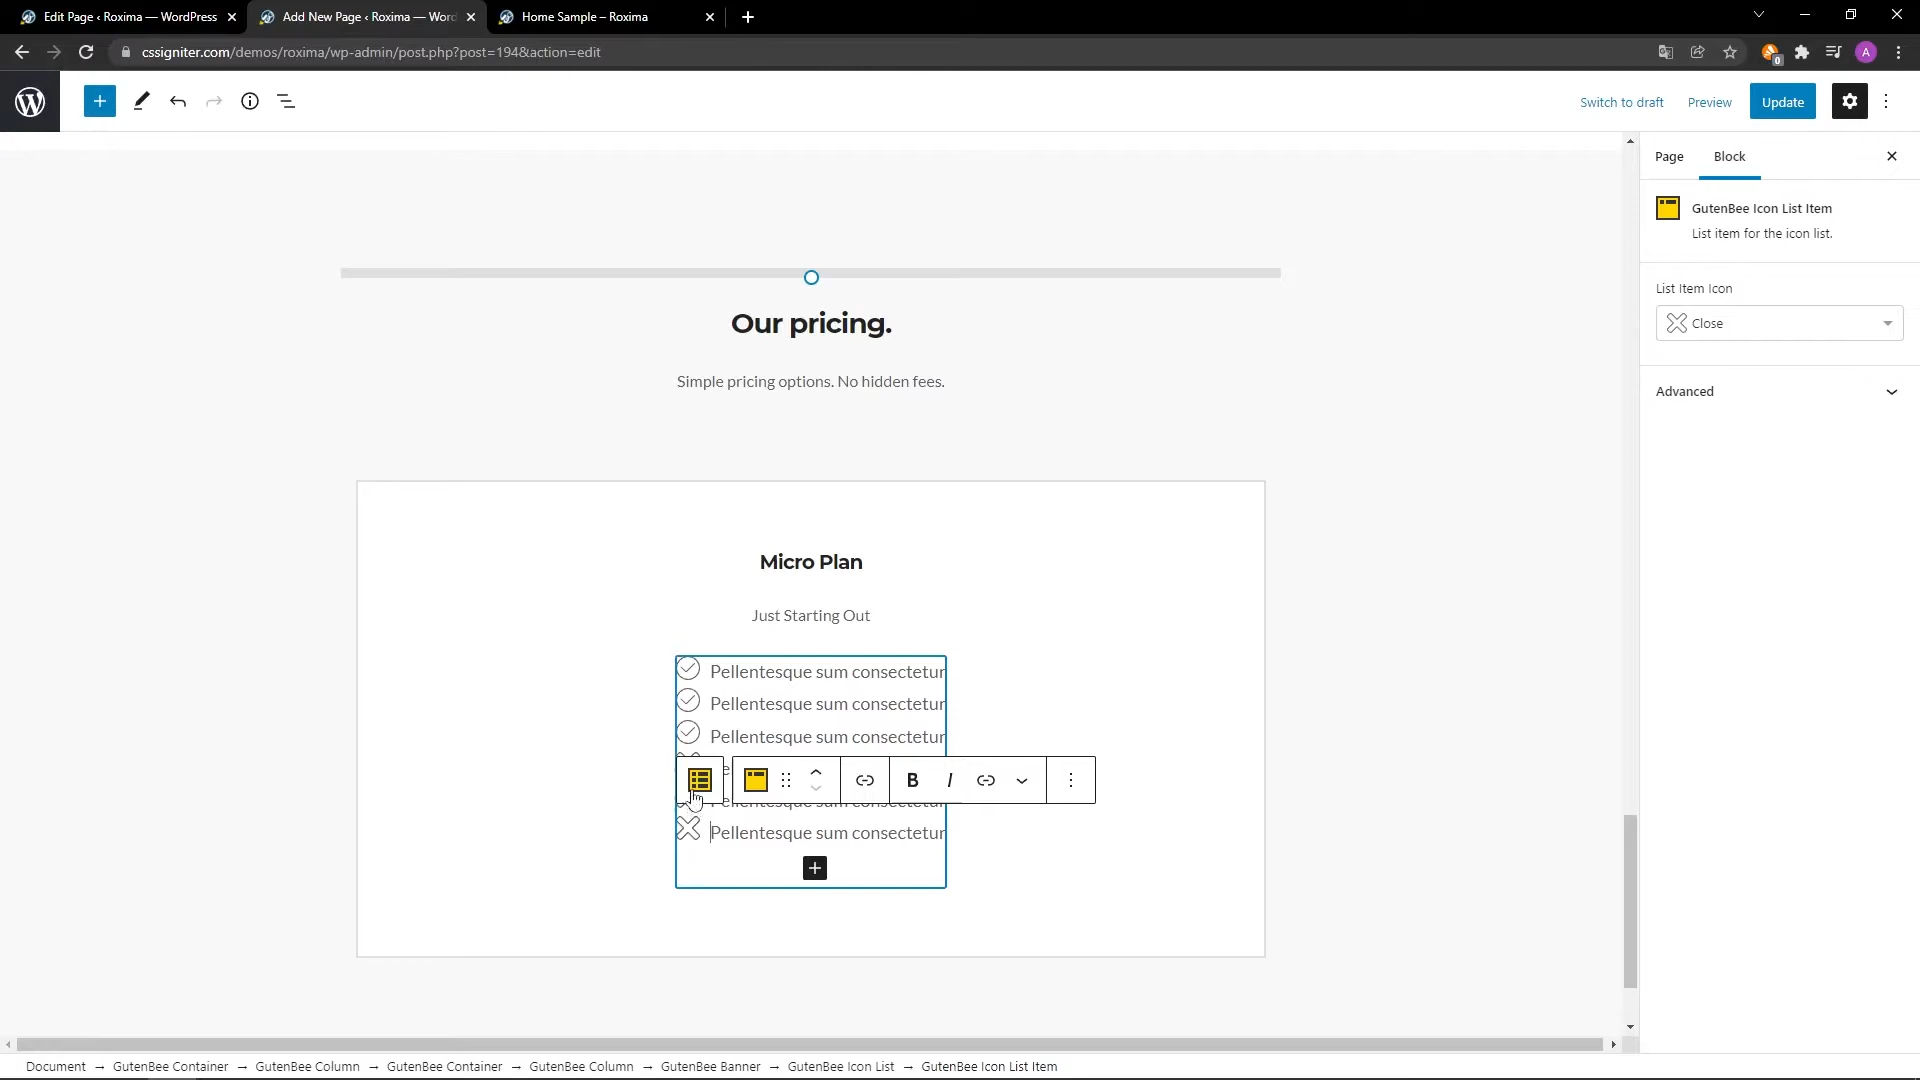 Edit Page ‹ Roxima — WordPress
Add New Page ‹ Roxima — Word
Home Sample – Roxima
cssigniter.com/demos/roxima/wp-admin/post.php?post=194&action=edit
0
A
Switch to draft
Preview
Update
Page
Block
GutenBee Icon List Item
List item for the icon list.
List Item Icon
Close
Advanced
Our pricing.
Simple pricing options. No hidden fees.
Micro Plan
Just Starting Out
Pellentesque sum consectetur
Pellentesque sum consectetur
Pellentesque sum consectetur
B I
Pellentesque sum consectetur
Pellentesque sum consectetur
Document → GutenBee Container → GutenBee Column → GutenBee Container → GutenBee Column → GutenBee Banner → GutenBee Icon List → GutenBee Icon List Item